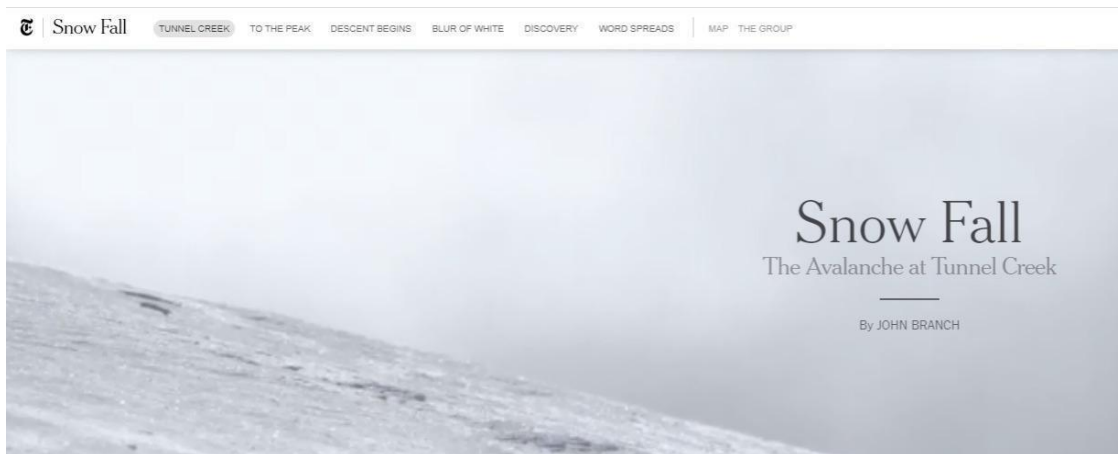 T Snow Fall TUNNEL CREEK TO THE PEAK DESCENT BEGINS BLUR OF WHITE DISCOVERY WORD SPREADS MAP THE GROUP
Snow Fall
The Avalanche at Tunnel Creek
By JOHN BRANCH